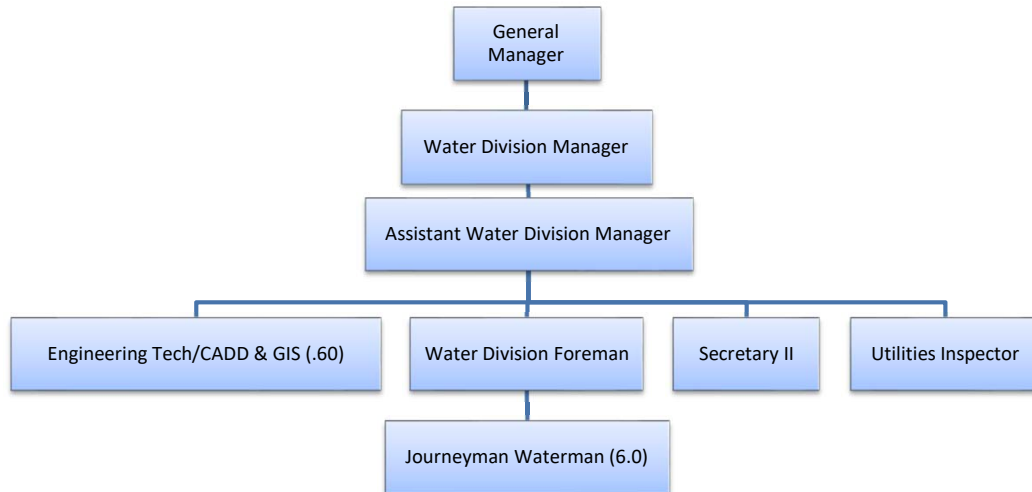 General
Manager
Water Division Manager
Assistant Water Division Manager
Engineering Tech/CADD & GIS (.60)
Water Division Foreman
Secretary II
Utilities Inspector
Journeyman Waterman (6.0)